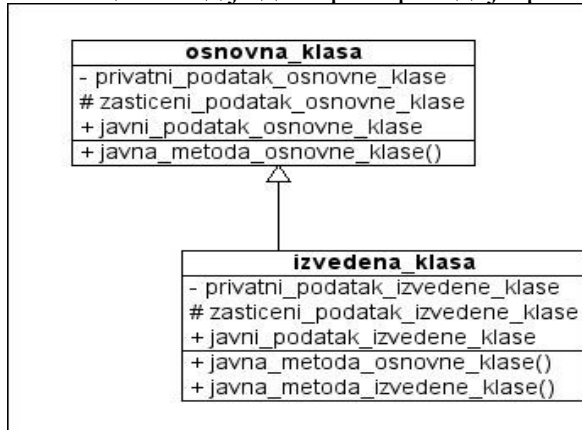 osnovna_klasa
- privatni_podatak_osnovne_klase
# zasticeni_podatak_osnovne_klase
+ javni_podatak_osnovne_klase
+ javna_metoda_osnovne_klase()
izvedena_klasa
- privatni_podatak_izvedene_klase
# zasticeni_podatak_izvedene_klase
+ javni_podatak_izvedene_klase
+ javna_metoda_osnovne_klase()
+ javna_metoda_izvedene_klase()